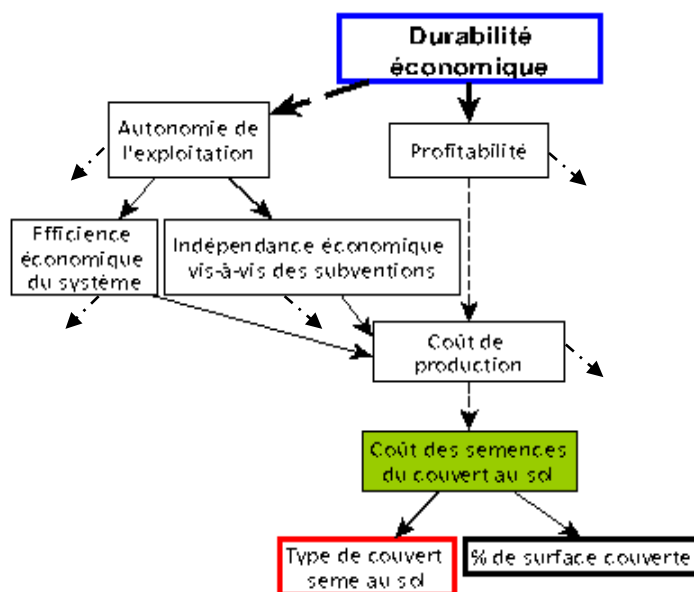 Durabilité
économique
Autonomie de
l'exploitation
Profitabilité
Efficience
économique
du système
Indépendance économique
vis-à-vis des subventions
Coût de
production
Coût des semences
du couvert au sol
Type de couvert
seme au sol
% de surface couverte